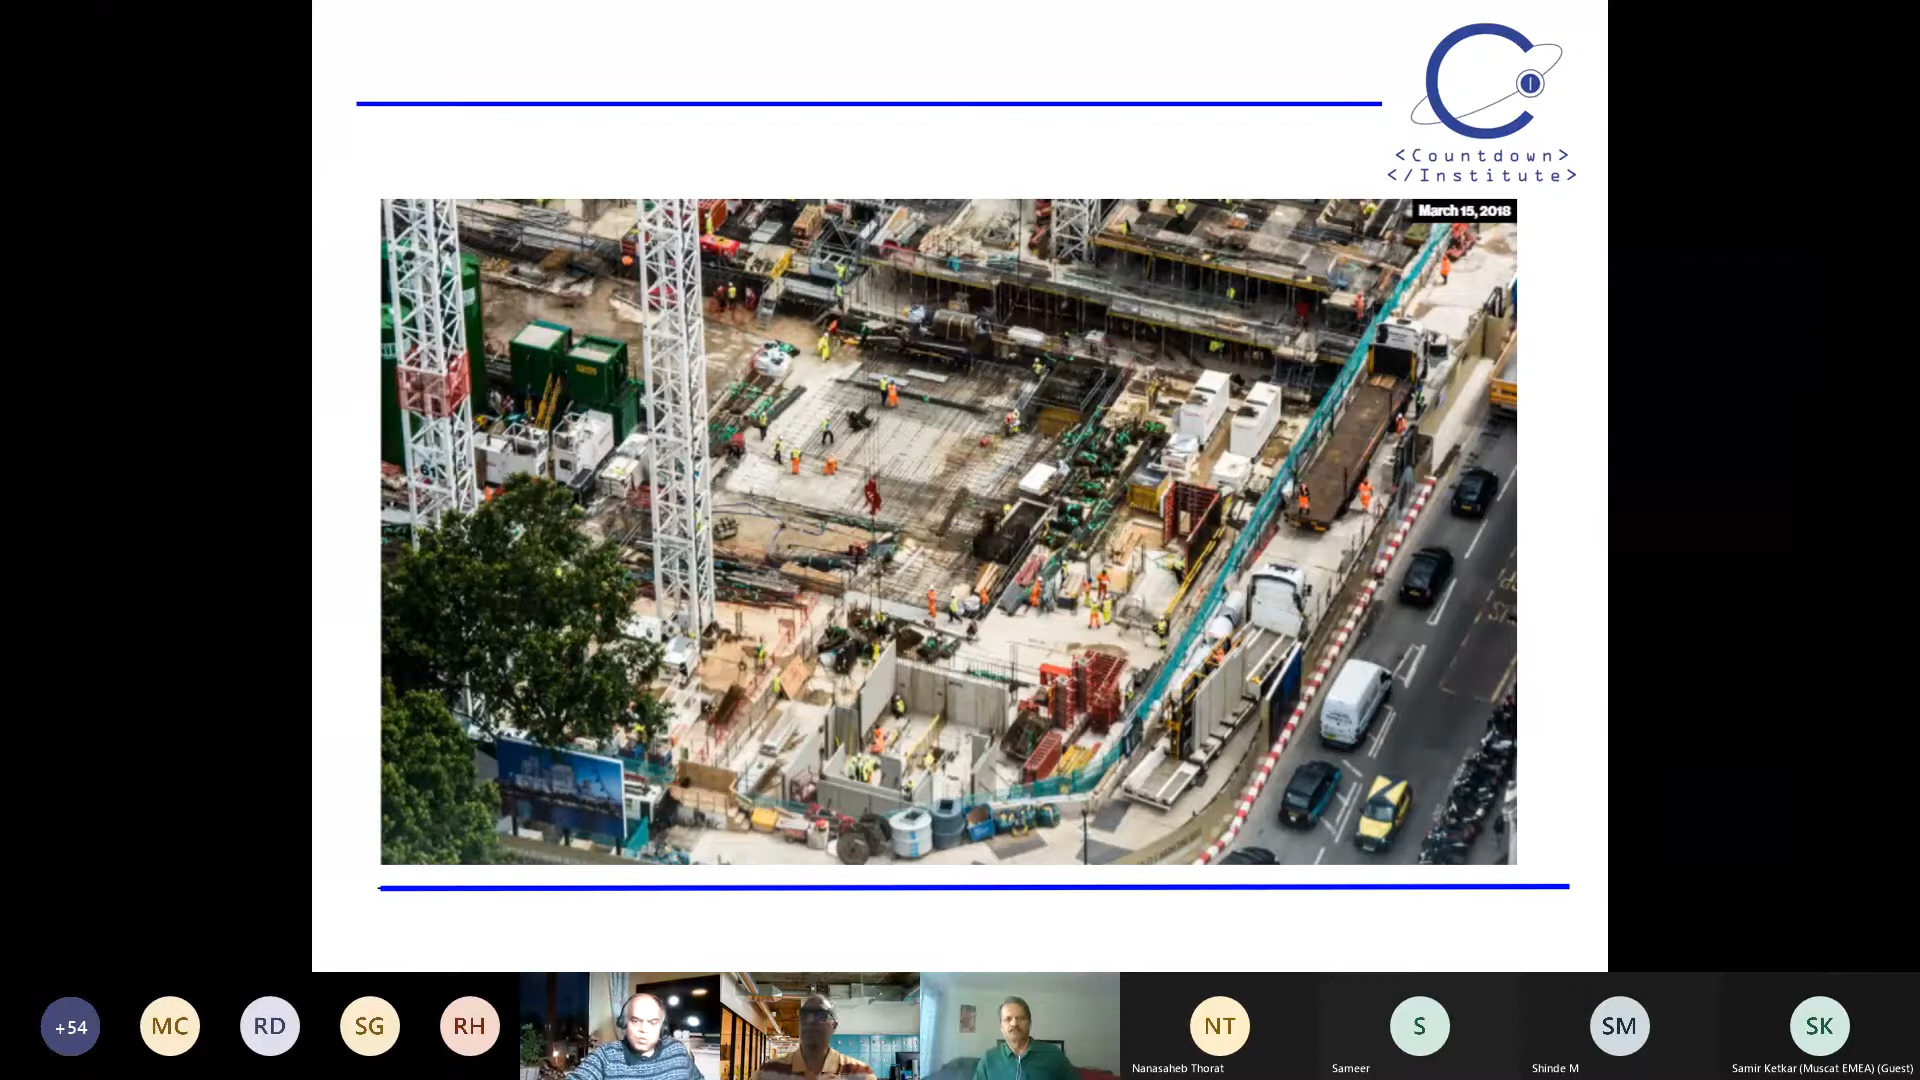 <Countdown>
</Institute>
March 15, 2018
61
+54
MC
RD
SG
RH
NT
S
SM
SK
Nanasaheb Thorat
Sameer
Shinde M
Samir Ketkar (Muscat EMEA) (Guest)